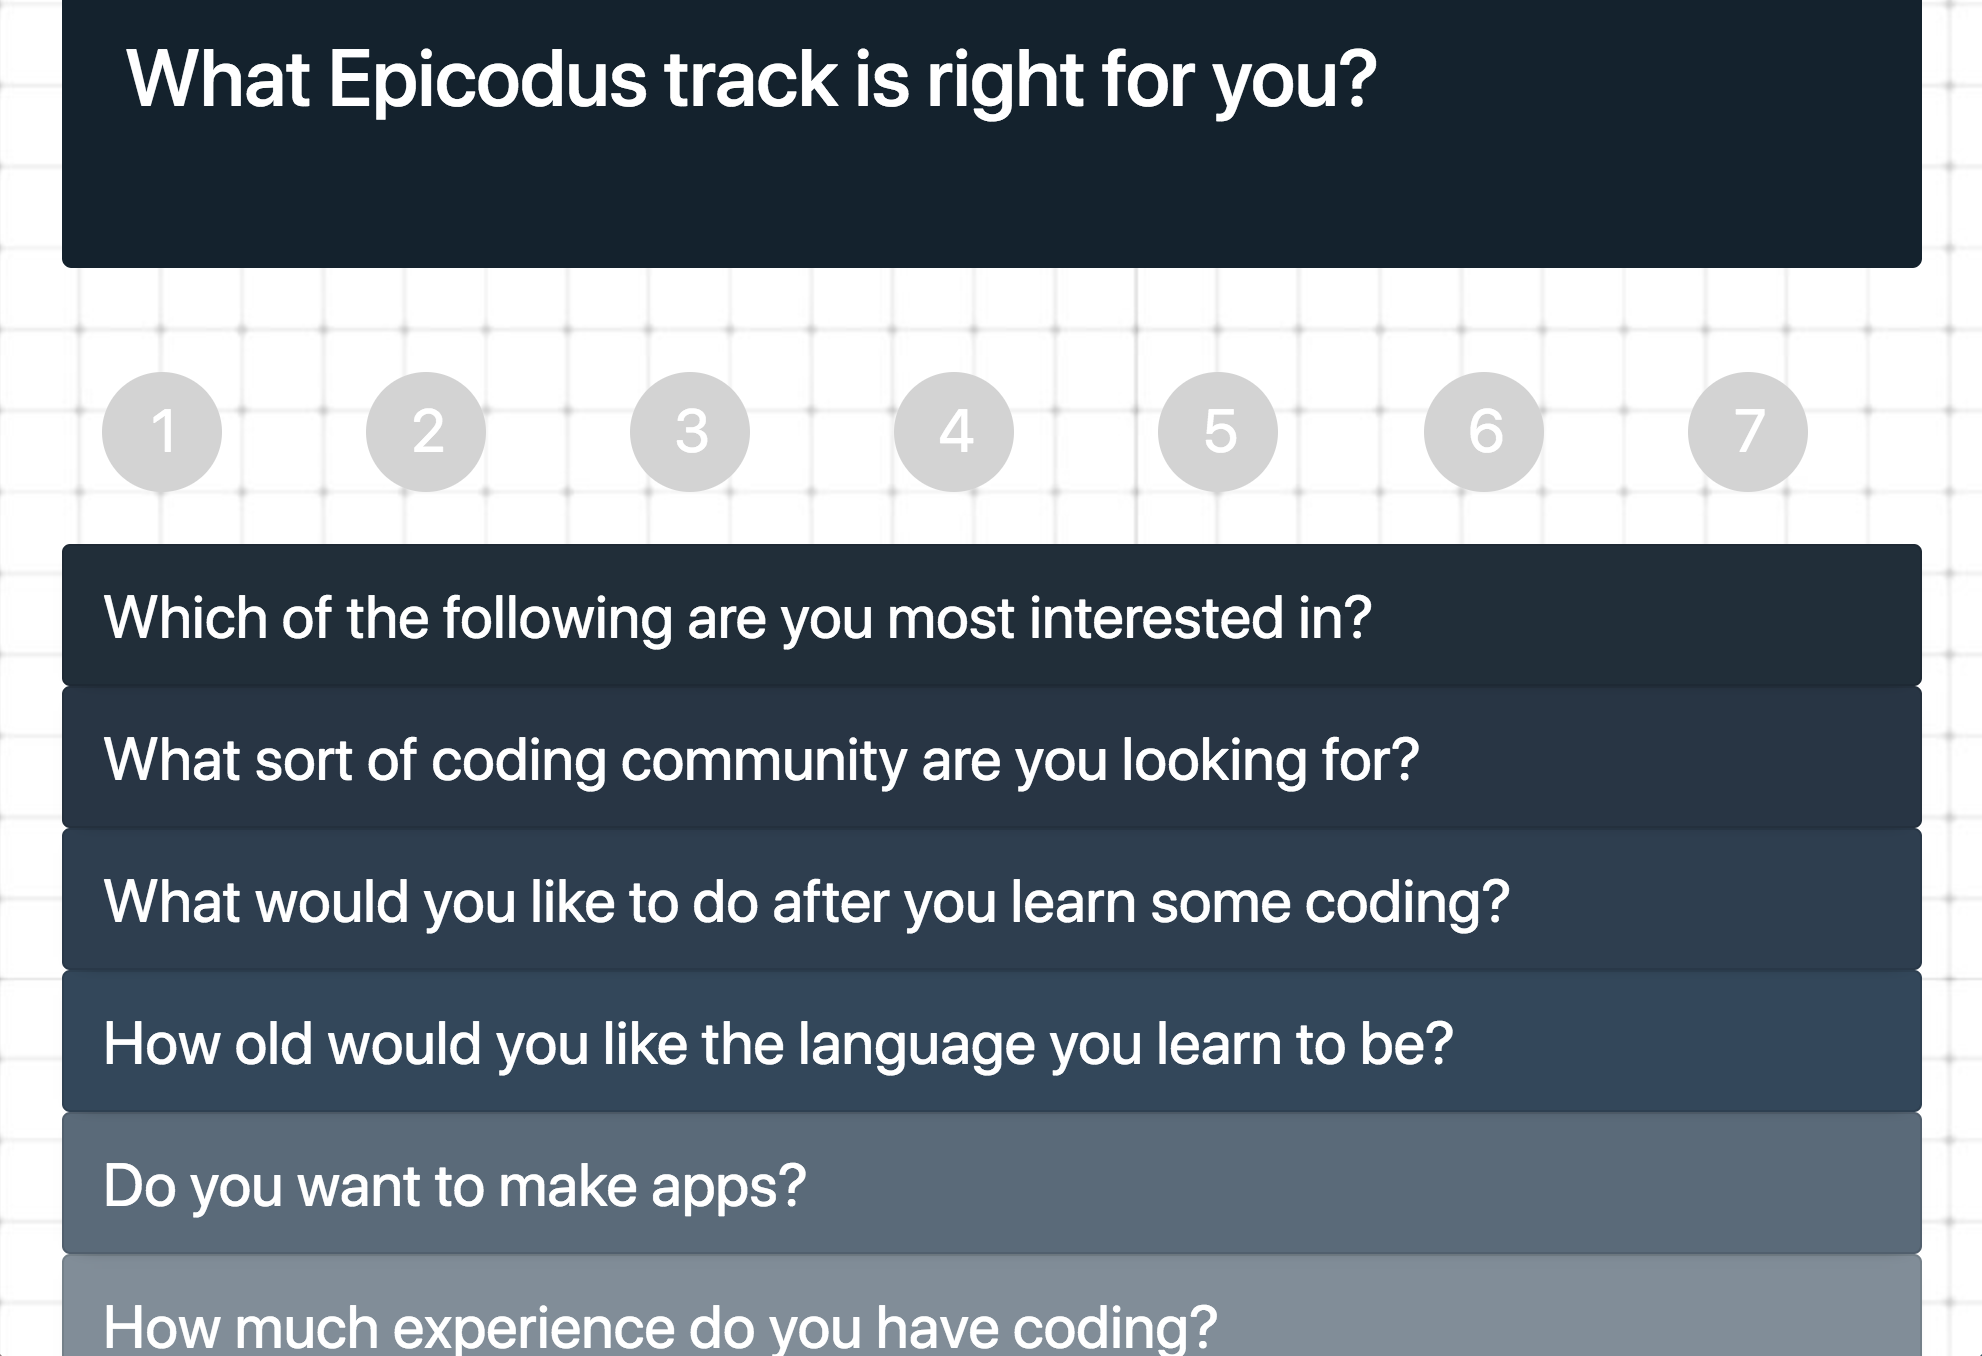 What Epicodus track is right for you?
1 2 3 4 5 6 7
Which of the following are you most interested in?
What sort of coding community are you looking for?
What would you like to do after you learn some coding?
How old would you like the language you learn to be?
Do you want to make apps?
How much experience do you have coding?